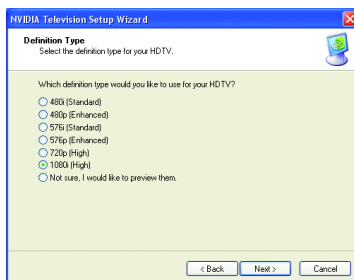 NVIDIA Television Setup Wizard
Definition Type
Select the definition type for your HDTV.
Which definition type would you like to use for your HDTV?
480i (Standard)
480p (Enhanced)
576i (Standard)
576p (Enhanced)
720p (High)
1080i (High)
Not sure, I would like to preview them.
< Back
Next >
Cancel